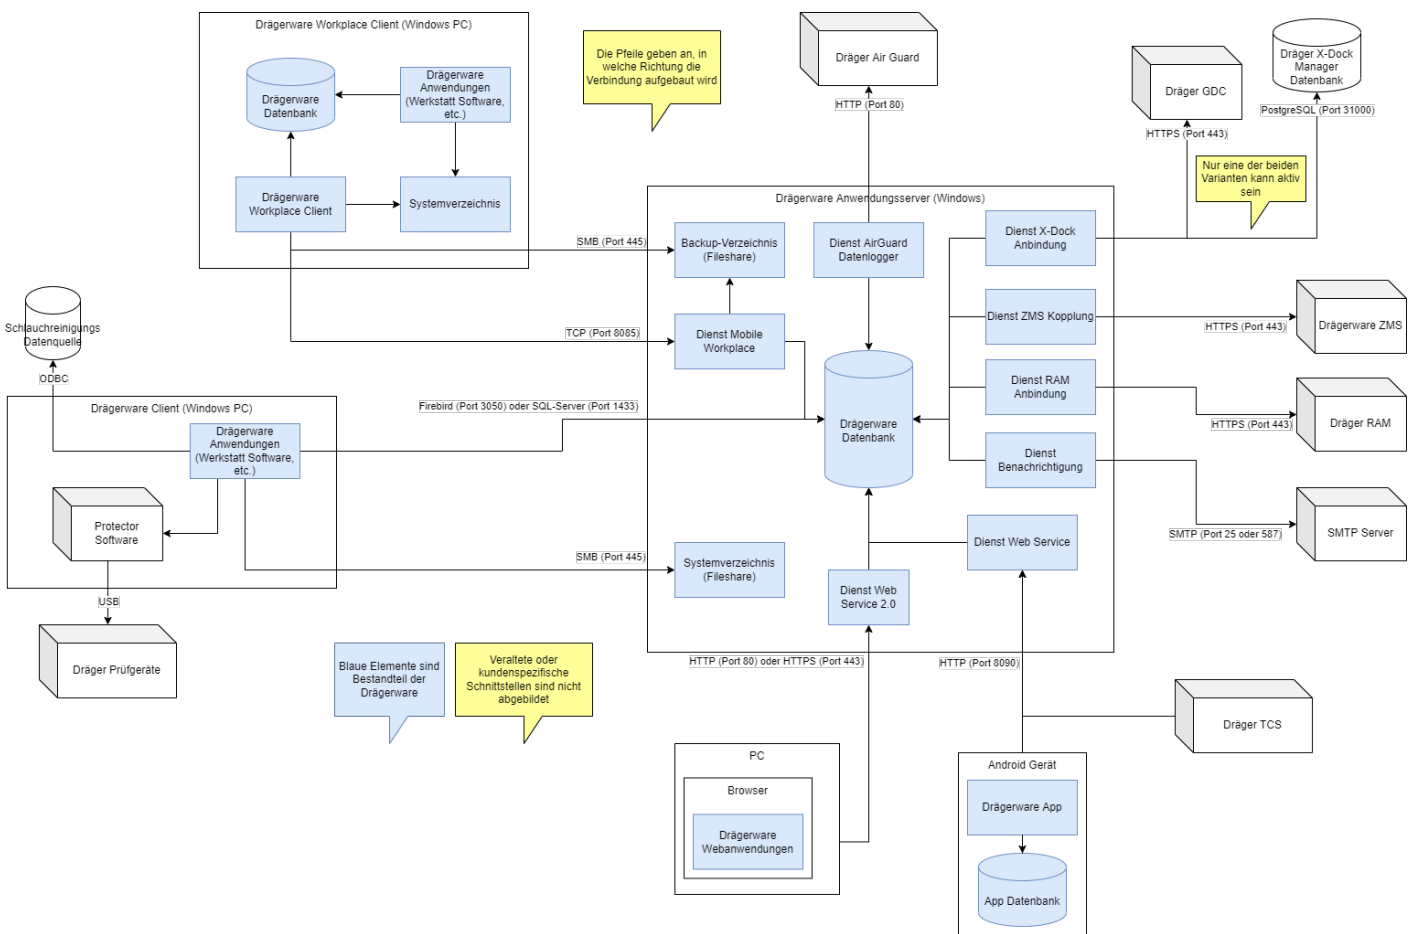 Drägerware Workplace Client (Windows PC)
Drägerware
Datenbank
Drägerware
Anwendungen
(Werkstatt Software,
etc.)
Drägerware
Workplace Client
Systemverzeichnis
Die Pfeile geben an, in
welche Richtung die
Verbindung aufgebaut wird
Dräger Air Guard
HTTP (Port 80)
Dräger GDC
HTTPS (Port 443)
Dräger X-Dock
Manager
Datenbank
PostgreSQL (Port 31000)
Nur eine der beiden
Varianten kann aktiv
sein
Drägerware Anwendungsserver (Windows)
SMB (Port 445)
Backup-Verzeichnis
(Fileshare)
Dienst AirGuard
Datenlogger
Dienst X-Dock
Anbindung
TCP (Port 8085)
Dienst Mobile
Workplace
Dienst ZMS Kopplung
HTTPS (Port 443)
Drägerware ZMS
Schlauchreinigungs
Datenquelle
ODBC
Dienst RAM
Anbindung
HTTPS (Port 443)
Dräger RAM
Drägerware Client (Windows PC)
Drägerware
Anwendungen
(Werkstatt Software,
etc.)
Firebird (Port 3050) oder SQL-Server (Port 1433)
Drägerware
Datenbank
Dienst
Benachrichtigung
SMTP (Port 25 oder 587)
SMTP Server
Protector
Software
USB
Dräger Prüfgeräte
SMB (Port 445)
Systemverzeichnis
(Fileshare)
Dienst Web Service
Dienst Web
Service 2.0
HTTP (Port 80) oder HTTPS (Port 443)
HTTP (Port 8090)
Blaue Elemente sind
Bestandteil der
Drägerware
Veraltete oder
kundenspezifische
Schnittstellen sind nicht
abgebildet
Dräger TCS
PC
Browser
Drägerware
Webanwendungen
Android Gerät
Drägerware App
App Datenbank